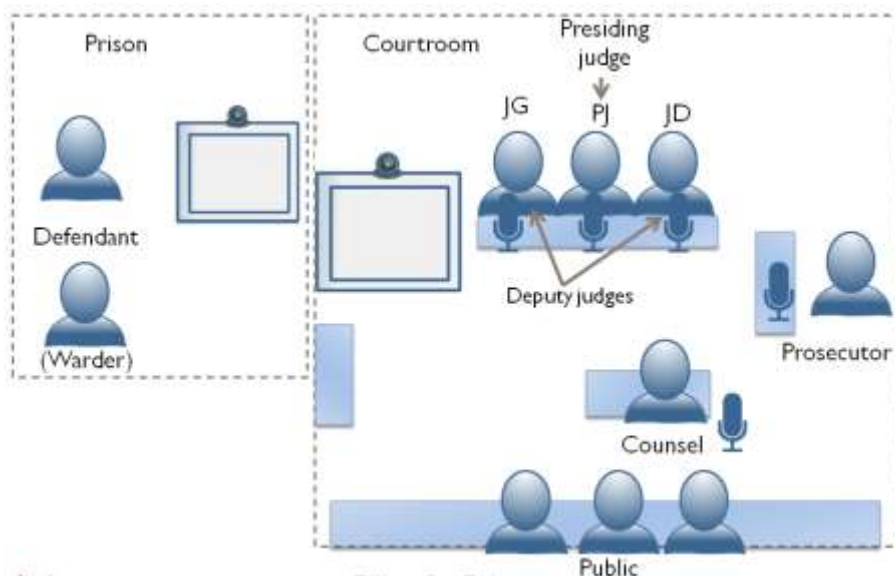 Prison
Courtroom
Presiding
judge
JG
PJ
JD
Defendant
(Warder)
Deputy judges
Prosecutor
Counsel
Public